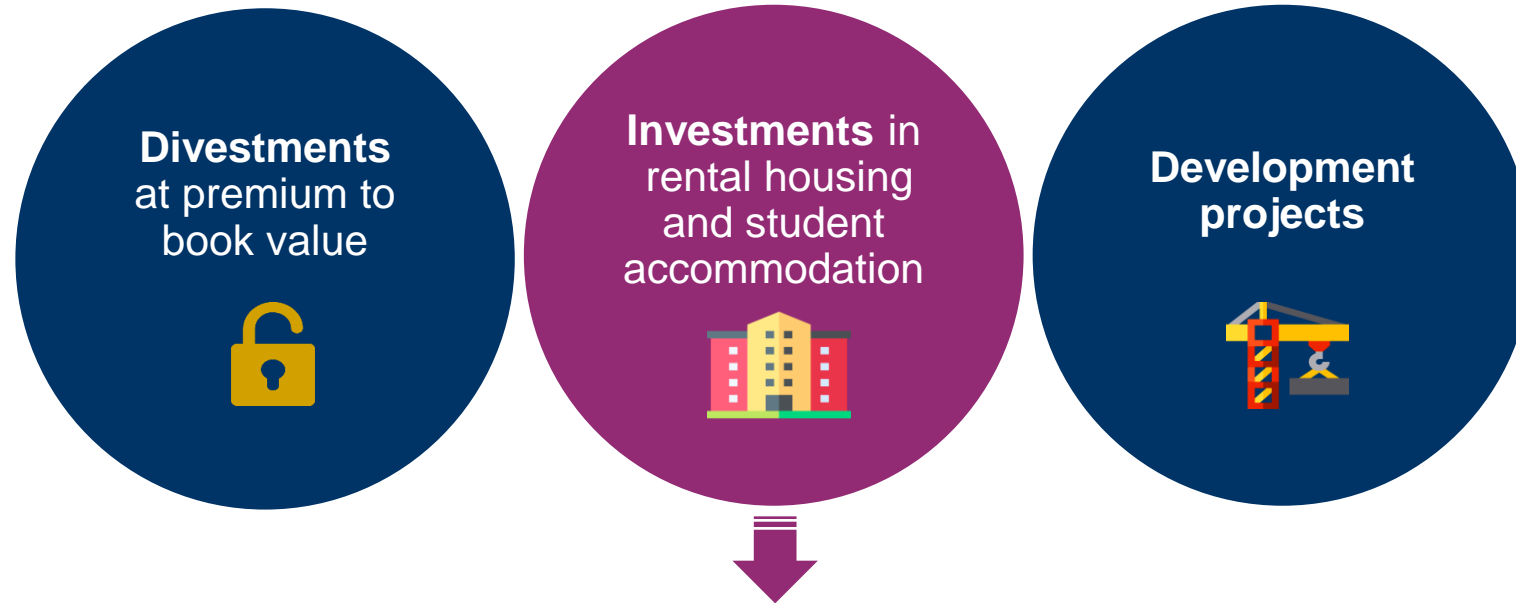 Divestments
at premium to
book value
Investments in
rental housing
and student
accommodation
Development
projects